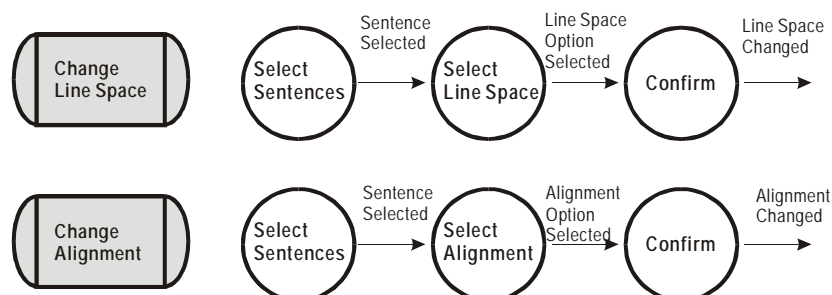 Change
Line Space
Select
Sentences
Sentence
Selected
Select
Line Space
Line Space
Option
Selected
Confirm
Line Space
Changed
Change
Alignment
Select
Sentences
Sentence
Selected
Select
Alignment
Alignment
Option
Selected
Confirm
Alignment
Changed